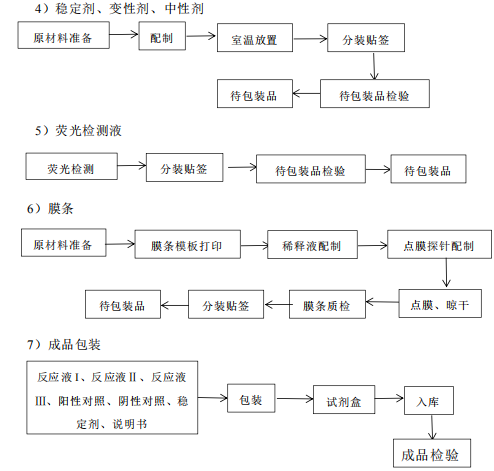 4）稳定剂、变性剂、中性剂
原材料准备
配制
室温放置
分装贴签
待包装品
待包装品检验
5）荧光检测液
荧光检测
分装贴签
待包装品检验
待包装品
6）膜条
原材料准备
膜条模板打印
稀释液配制
点膜探针配制
待包装品
分装贴签
膜条质检
点膜、晾干
7）成品包装
反应液Ⅰ、反应液Ⅱ、反应液
Ⅲ、阳性对照、阴性对照、稳
定剂、说明书
包装
试剂盒
入库
成品检验